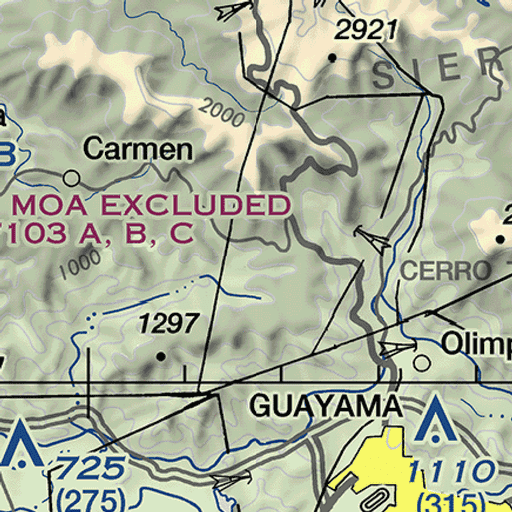 2921
SIER
2000
Carmen
MOA EXCLUDED
103 A, B, C
1000
CERRO
1297
Olimp
GUAYAMA
725
(275)
1110
(315)